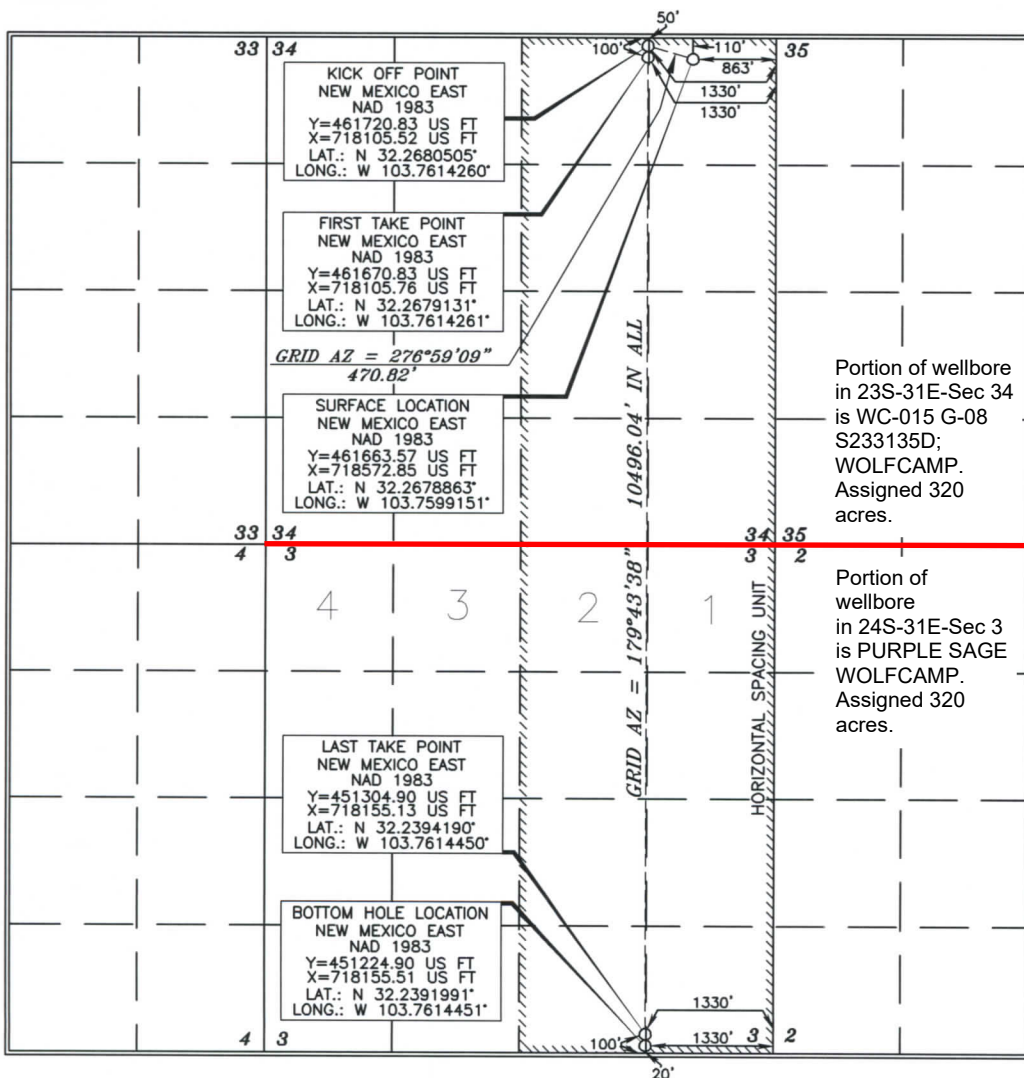 50'
33 34
100'
110'
35
863'
1330'
1330'
KICK OFF POINT
NEW MEXICO EAST
NAD 1983
Y=461720.83 US FT
X=718105.52 US FT
LAT.: N 32.2680505°
LONG.: W 103.7614260°
FIRST TAKE POINT
NEW MEXICO EAST
NAD 1983
Y=461670.83 US FT
X=718105.76 US FT
LAT.: N 32.2679131°
LONG.: W 103.7614261°
GRID AZ = 276°59'09"
470.82'
SURFACE LOCATION
NEW MEXICO EAST
NAD 1983
Y=461663.57 US FT
X=718572.85 US FT
LAT.: N 32.2678863°
LONG.: W 103.7599151°
GRID AZ = 179°43'38" 10496.04' IN ALL
Portion of wellbore
in 23S-31E-Sec 34
is WC-015 G-08
S233135D;
WOLFCAMP.
Assigned 320
acres.
33 34
4 3
34 35
3 2
4 3 2 1
HORIZONTAL SPACING UNIT
Portion of
wellbore
in 24S-31E-Sec 3
is PURPLE SAGE
WOLFCAMP.
Assigned 320
acres.
LAST TAKE POINT
NEW MEXICO EAST
NAD 1983
Y=451304.90 US FT
X=718155.13 US FT
LAT.: N 32.2394190°
LONG.: W 103.7614450°
BOTTOM HOLE LOCATION
NEW MEXICO EAST
NAD 1983
Y=451224.90 US FT
X=718155.51 US FT
LAT.: N 32.2391991°
LONG.: W 103.7614451°
1330'
4 3
100'
1330'
3 2
20'